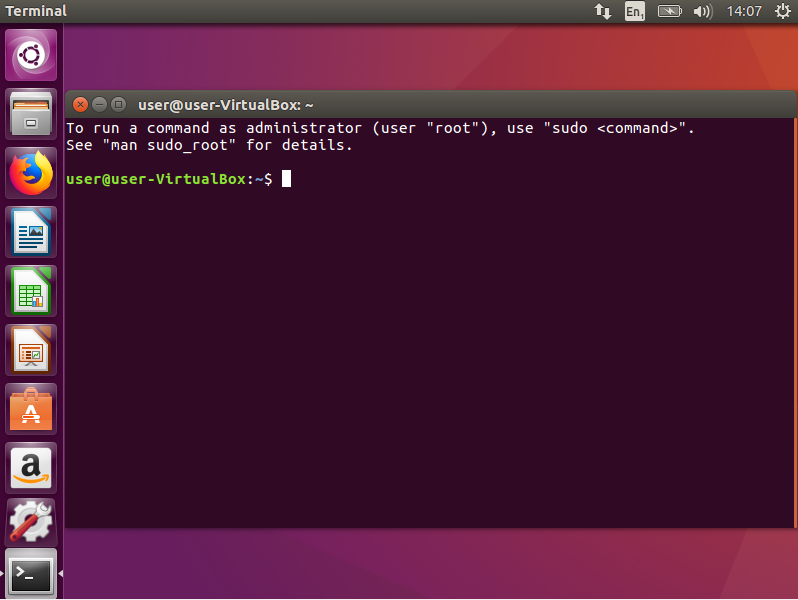 Terminal
En1
14:07
user@user-VirtualBox: ~
To run a command as administrator (user "root"), use "sudo <command>".
See "man sudo_root" for details.
user@user-VirtualBox:~$